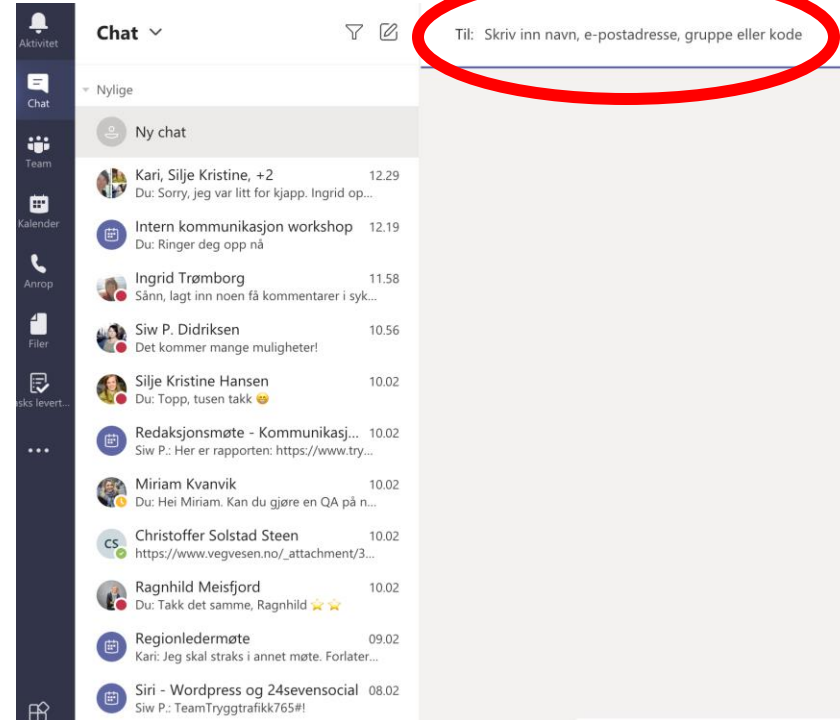 Aktivitet
Chat
Team
Kalender
Anrop
Filer
sks levert...
Chat
Til: Skriv inn navn, e-postadresse, gruppe eller kode
Nylige
Ny chat
Kari, Silje Kristine, +2 12.29
Du: Sorry, jeg var litt for kjapp. Ingrid op...
Intern kommunikasjon workshop 12.19
Du: Ringer deg opp nå
Ingrid Trømborg 11.58
Sånn, lagt inn noen få kommentarer i syk...
Siw P. Didriksen 10.56
Det kommer mange muligheter!
Silje Kristine Hansen 10.02
Du: Topp, tusen takk 😄
Redaksjonsmøte - Kommunikasj... 10.02
Siw P.: Her er rapporten: https://www.try...
Miriam Kvanvik 10.02
Du: Hei Miriam. Kan du gjøre en QA på n...
CS
Christoffer Solstad Steen 10.02
https://www.vegvesen.no/_attachment/3...
Ragnhild Meisfjord 10.02
Du: Takk det samme, Ragnhild ⭐ ⭐
Regionledermøte 09.02
Kari: Jeg skal straks i annet møte. Forlater...
Siri - Wordpress og 24sevensocial 08.02
Siw P.: TeamTryggtrafikk765#!